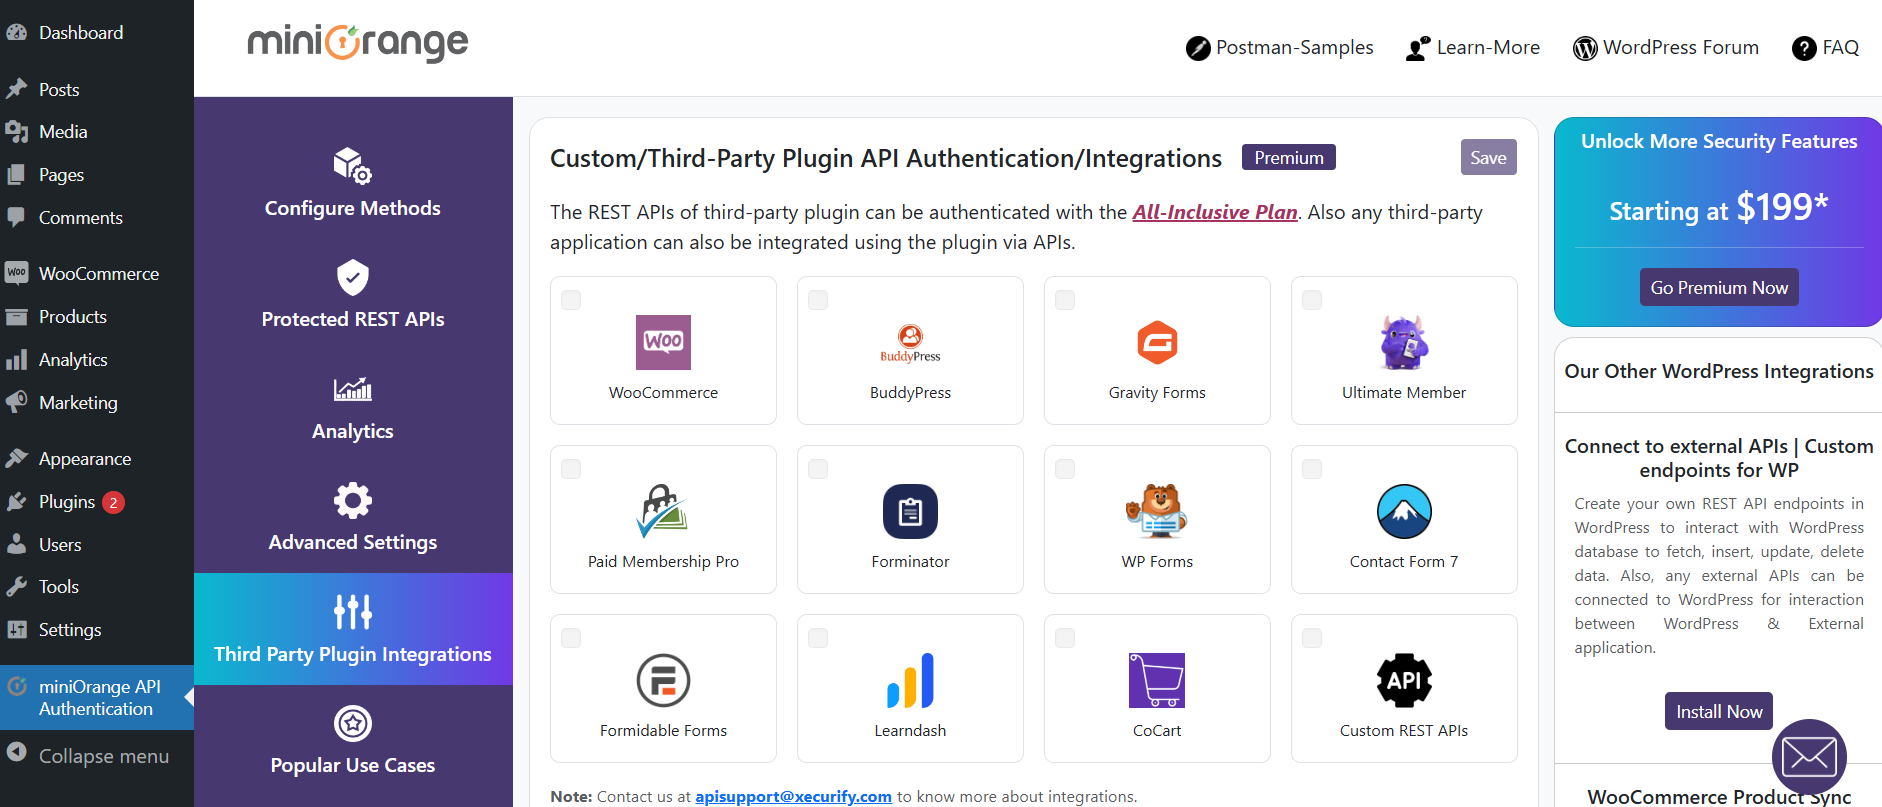 Dashboard
Posts
Media
Pages
Comments
WooCommerce
Products
Analytics
Marketing
Appearance
Plugins 2
Users
Tools
Settings
miniOrange API
Authentication
Collapse menu
miniOrange
Postman-Samples
Learn-More
WordPress Forum
FAQ
Configure Methods
Protected REST APIs
Analytics
Advanced Settings
Third Party Plugin Integrations
Popular Use Cases
Custom/Third-Party Plugin API Authentication/Integrations Premium Save
The REST APIs of third-party plugin can be authenticated with the All-Inclusive Plan. Also any third-party
application can also be integrated using the plugin via APIs.
Woo
WooCommerce
BuddyPress
BuddyPress
Gravity Forms
Ultimate Member
Paid Membership Pro
Forminator
WP Forms
Contact Form 7
Formidable Forms
Learndash
CoCart
API
Custom REST APIs
Note: Contact us at apisupport@xecurify.com to know more about integrations.
Unlock More Security Features
Starting at $199*
Go Premium Now
Our Other WordPress Integrations
Connect to external APIs | Custom
endpoints for WP
Create your own REST API endpoints in
WordPress to interact with WordPress
database to fetch, insert, update, delete
data. Also, any external APIs can be
connected to WordPress for interaction
between WordPress & External
application.
Install Now
WooCommerce Product Sync